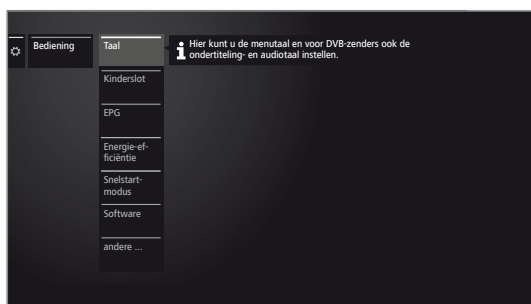 Bediening
Taal
Hier kunt u de menutaal en voor DVB-zenders ook de
ondertiteling- en audiotaal instellen.
Kinderslot
EPG
Energie-ef-
ficiëntie
Snelstart-
modus
Software
andere ...